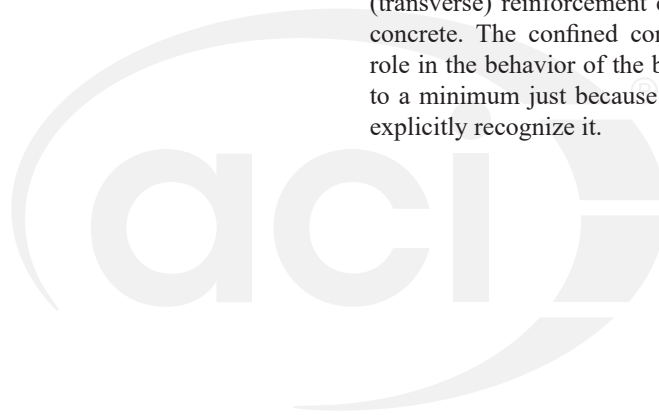 (transverse) reinforcement
concrete. The confined
role in the behavior of the
to a minimum just because
explicitly recognize it.
aci
®